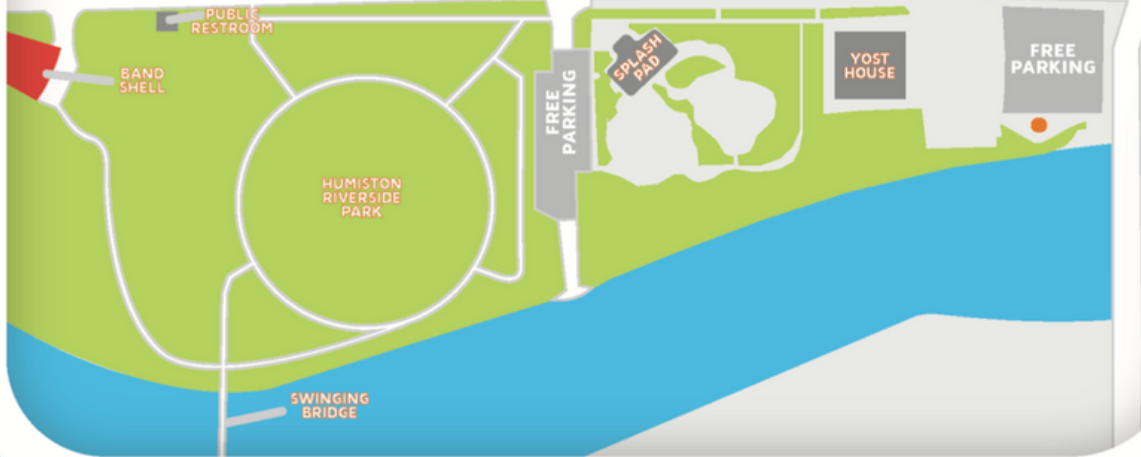 PUBLIC
RESTROOM
BAND
SHELL
HUMISTON
RIVERSIDE
PARK
SWINGING
BRIDGE
FREE
PARKING
SPLASH
PAD
YOST
HOUSE
FREE
PARKING